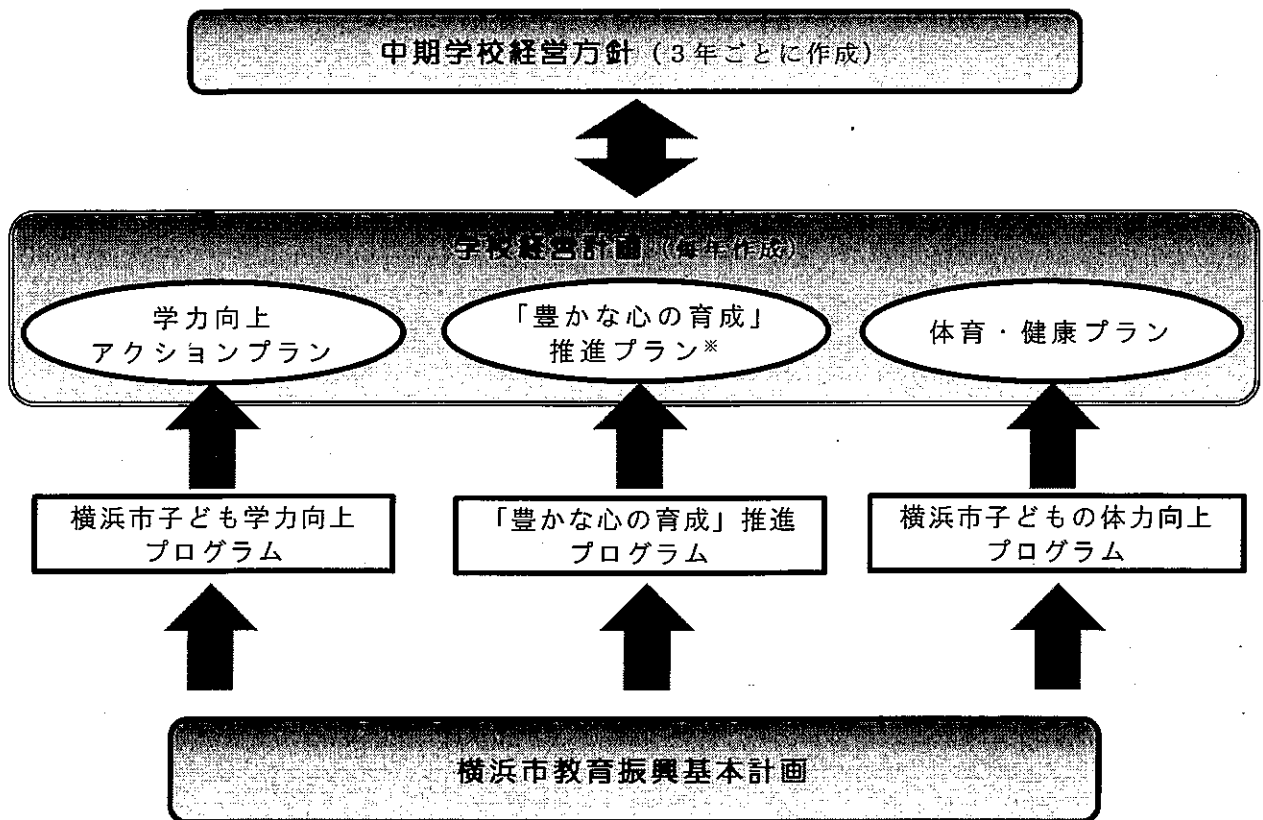 中期学校経営方針（3年ごとに作成）
学校経営計画（毎年作成）
学力向上
アクションプラン
「豊かな心の育成」
推進プラン※
体育・健康プラン
横浜市子ども学力向上
プログラム
「豊かな心の育成」推進
プログラム
横浜市子どもの体力向上
プログラム
横浜市教育振興基本計画